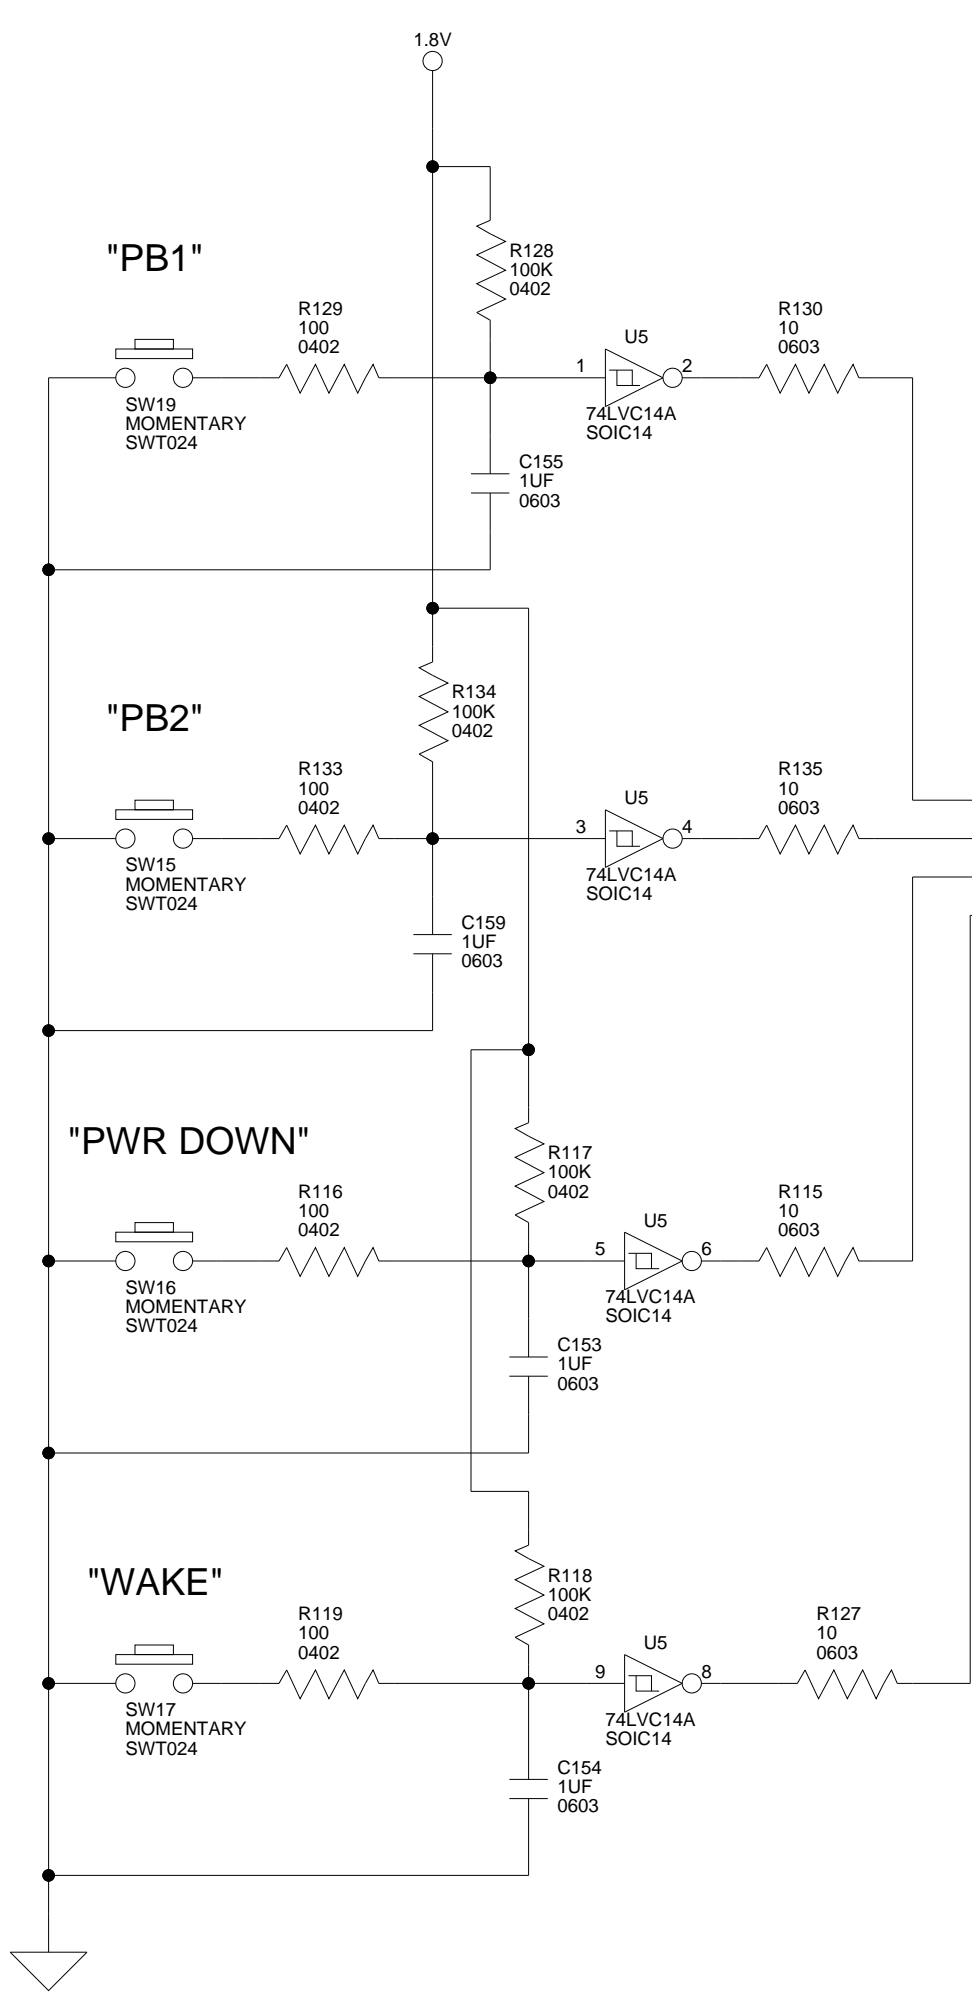 1.8V
"PB1"
R128
100K
0402
R129
100
0402
SW19
MOMENTARY
SWT024
1
U5
2
74LVC14A
SOIC14
R130
10
0603
C155
1UF
0603
"PB2"
R134
100K
0402
R133
100
0402
SW15
MOMENTARY
SWT024
3
U5
4
74LVC14A
SOIC14
R135
10
0603
C159
1UF
0603
"PWR DOWN"
R117
100K
0402
R116
100
0402
SW16
MOMENTARY
SWT024
5
U5
6
74LVC14A
SOIC14
R115
10
0603
C153
1UF
0603
"WAKE"
R118
100K
0402
R119
100
0402
SW17
MOMENTARY
SWT024
9
U5
8
74LVC14A
SOIC14
R127
10
0603
C154
1UF
0603